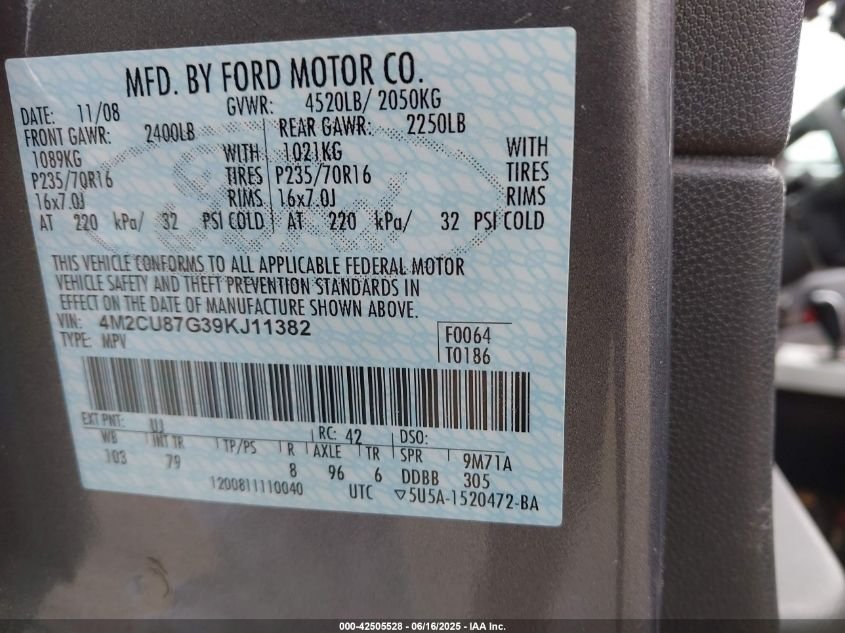 MFD. BY FORD MOTOR CO.
DATE: 11/08 GVWR: 4520LB/ 2050KG
FRONT GAWR: 2400LB REAR GAWR: 2250LB
1089KG WITH 1021KG WITH
P235/70R16 TIRES P235/70R16 TIRES
16x7.0J RIMS 16x7.0J RIMS
AT 220 kPa/ 32 PSI COLD AT 220 kPa/ 32 PSI COLD
THIS VEHICLE CONFORMS TO ALL APPLICABLE FEDERAL MOTOR
VEHICLE SAFETY AND THEFT PREVENTION STANDARDS IN
EFFECT ON THE DATE OF MANUFACTURE SHOWN ABOVE.
VIN: 4M2CU87G39KJ11382 F0064
TYPE: MPV T0186
EXT PNT: UJ RC: 42 DSO:
WB INT TR TP/PS R AXLE TR SPR 9M71A
103 79 8 96 6 DDBB 305
1200811110040 UTC ▽5U5A-1520472-BA
000-42505528 - 06/16/2025 - IAA Inc.